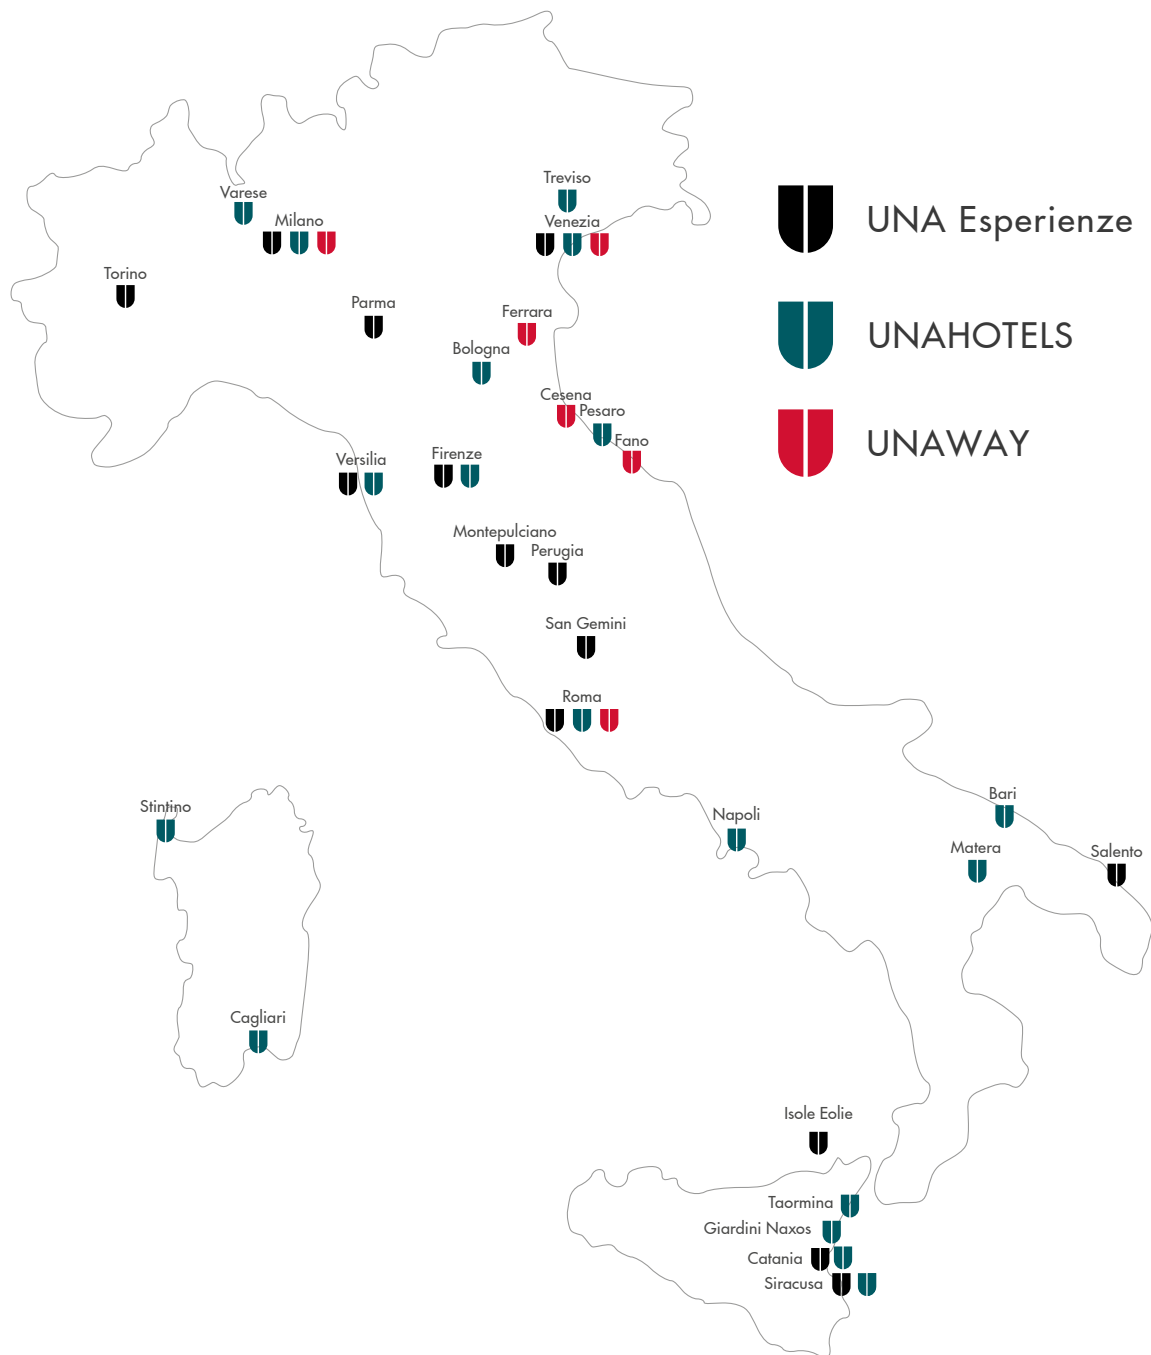 Treviso
Varese
Milano
Venezia
UNA Esperienze
Torino
Parma
Ferrara
UNAHOTELS
Bologna
Cesena
Pesaro
Fano
UNAWAY
Versilia
Firenze
Montepulciano
Perugia
San Gemini
Roma
Stintino
Napoli
Bari
Matera
Salento
Cagliari
Isole Eolie
Taormina
Giardini Naxos
Catania
Siracusa